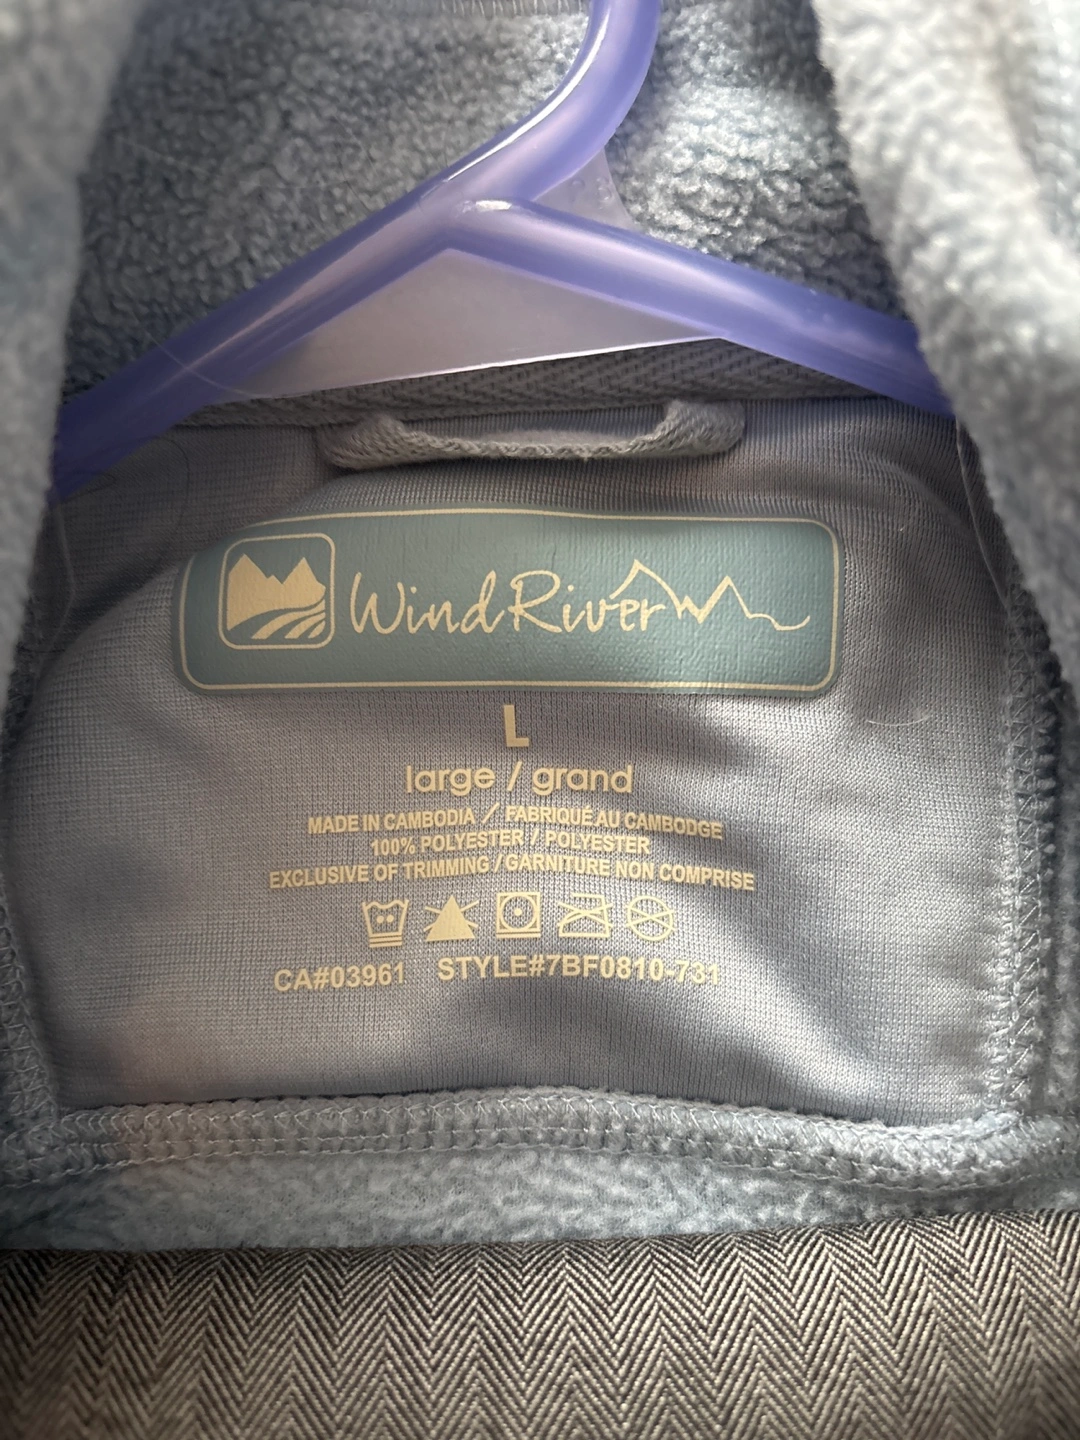 WindRiver
L
large / grand
MADE IN CAMBODIA / FABRIQUÉ AU CAMBODGE
100% POLYESTER / POLYESTER
EXCLUSIVE OF TRIMMING / GARNITURE NON COMPRISE
CA#03961 STYLE#7BF0810-731